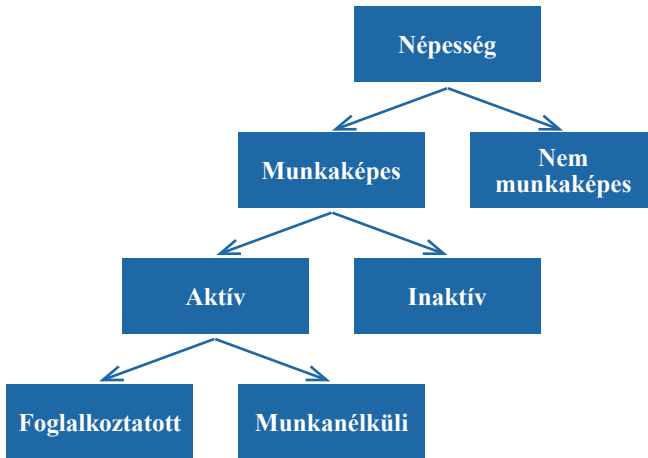 Népesség
Munkaképes
Nem
munkaképes
Aktív
Inaktív
Foglalkoztatott
Munkanélküli